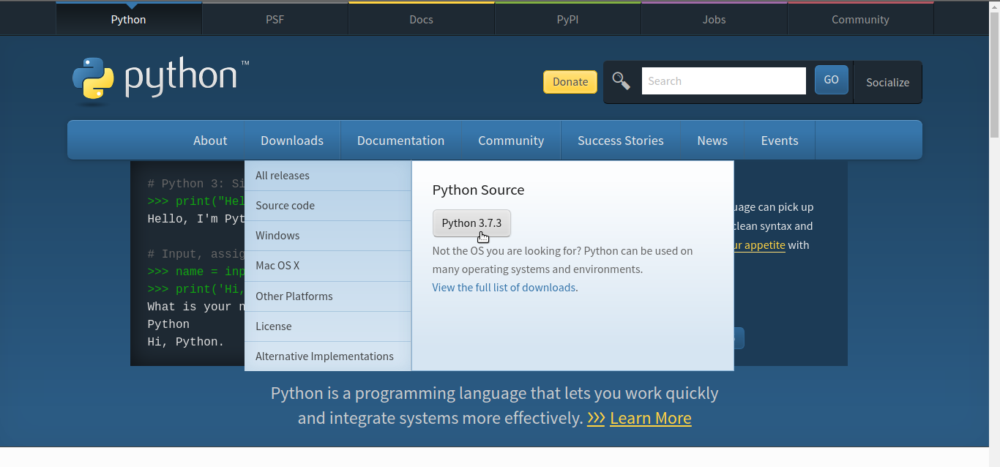 Python PSF Docs PyPI Jobs Community
python™
Donate Search GO Socialize
About Downloads Documentation Community Success Stories News Events
# Python 3: Si
>>> print("Hel
Hello, I'm Pyt
# Input, assig
>>> name = inp
>>> print('Hi,
What is your n
Python
Hi, Python.
All releases
Source code
Windows
Mac OS X
Other Platforms
License
Alternative Implementations
Python Source
Python 3.7.3
Not the OS you are looking for? Python can be used on
many operating systems and environments.
View the full list of downloads.
uage can pick up
clean syntax and
ur appetite with
Python is a programming language that lets you work quickly
and integrate systems more effectively. >>> Learn More